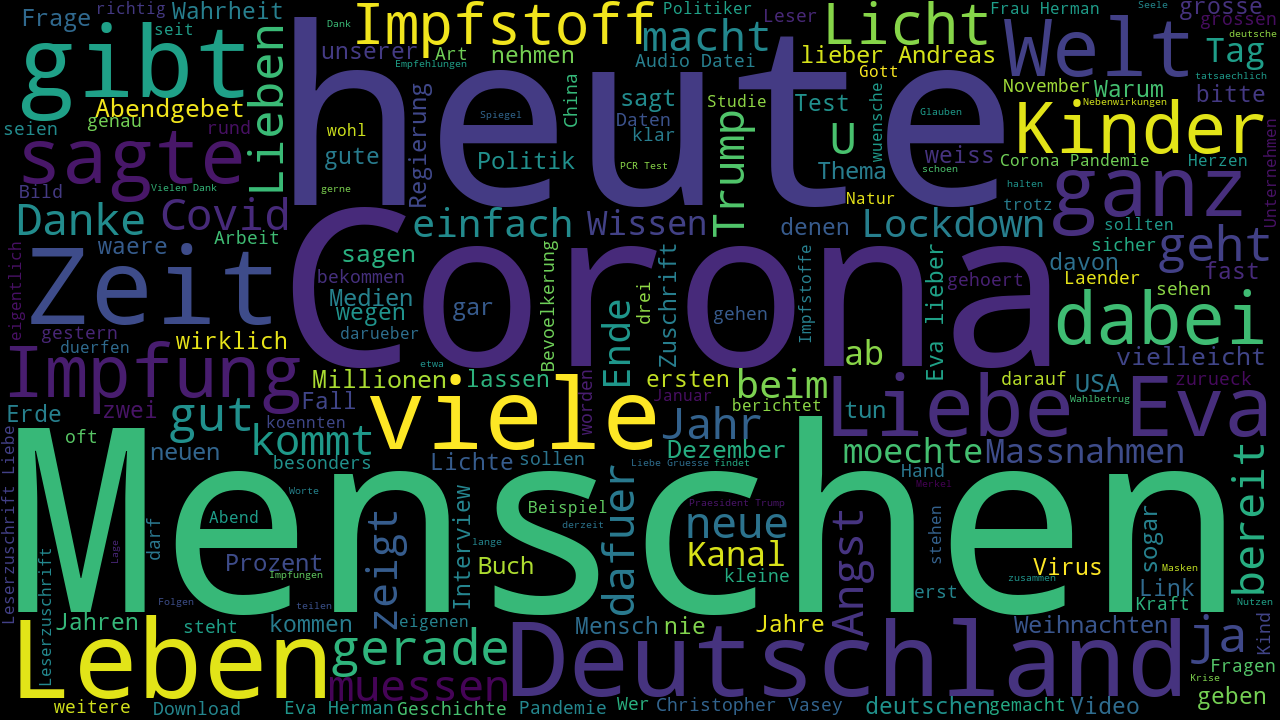 Frage
richtig
Wahrheit
seit
Dank
Impfstoff
macht
Politiker
Leser
Licht
Frau Herman
Seele
grosse
grossen
deutsche
gibt
Lieben
unserer
Art
nehmen
Empfehlungen
Audio Datei
lieber Andreas
Gott
Welt
Tag
tatsaechlich
heute
Abendgebet
seien
genau
rund
wohl
gute
Regierung
Spiegel
China
sagt
Daten
klar
Studie
Test
wuensche
Glauben
November
Warum
Nebenwirkungen
bitte
Kinder
sagte
Politik
PCR Test
Trump
U
Thema
weiss
schoen
Corona Pandemie
Herzen
Unternehmen
Bild
Vielen Dank
gerne
Natur
halten
trotz
ganz
Danke
Covid
einfach
Wissen
denen
Lockdown
sollten
geht
waere
Arbeit
sagen
sicher
eigentlich
Zeit
Corona
bekommen
Medien
wegen
darueber
gar
Bevoelkerung
drei
Zuschrift
gehen
Impfstoffe
Eva lieber
gehoert
davon
Laender
fast
sehen
dabei
gestern
duerfen
wirklich
Ende
ab
vielleicht
Impfung
Millionen
etwa
lassen
ersten
beim
darauf
USA
zurueck
Wahlbetrug
Erde
zwei
gut
Fall
koennten
viele
worden
Januar
berichtet
tun
Liebe Eva
oft
neuen
kommt
besonders
Lichte
sollen
Jahr
Dezember
moechte
Massnahmen
bereit
Leserzuschrift Liebe
Liebe Gruesse
findet
Hand
Merkel
Menschen
Worte
Abend
Interview
Beispiel
derzeit
dafuer
Praesident Trump
neue
Angst
stehen
sogar
darf
Lage
Prozent
Impfungen
zeigt
lange
Buch
Kanal
kleine
Virus
Masken
zusammen
Link
Leserzuschrift
Folgen
teilen
erst
Kraft
Nutzen
Jahren
steht
kommen
eigenen
Mensch
nie
Jahre
Weihnachten
ja
Kind
Leben
gerade
Deutschland
Fragen
Krise
muessen
geben
weitere
Download
Eva Herman
Geschichte
Pandemie
Wer
Christopher Vasey
deutschen
gemacht
Video